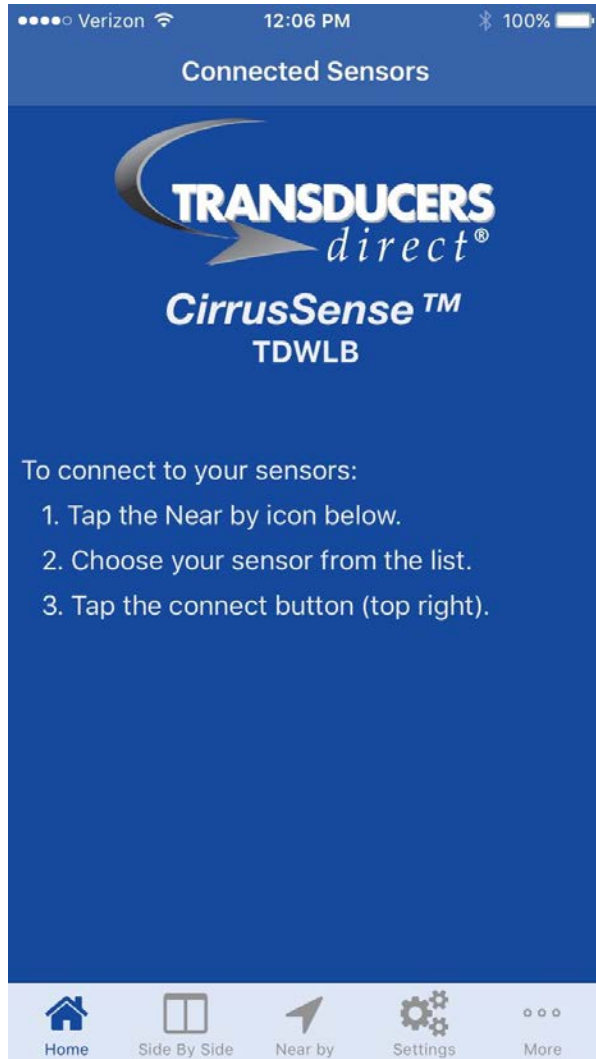 Verizon 12:06 PM 100%
Connected Sensors
TRANSDUCERS
direct®
CirrusSense™
TDWLB
To connect to your sensors:
1. Tap the Near by icon below.
2. Choose your sensor from the list.
3. Tap the connect button (top right).
Home Side By Side Near by Settings More